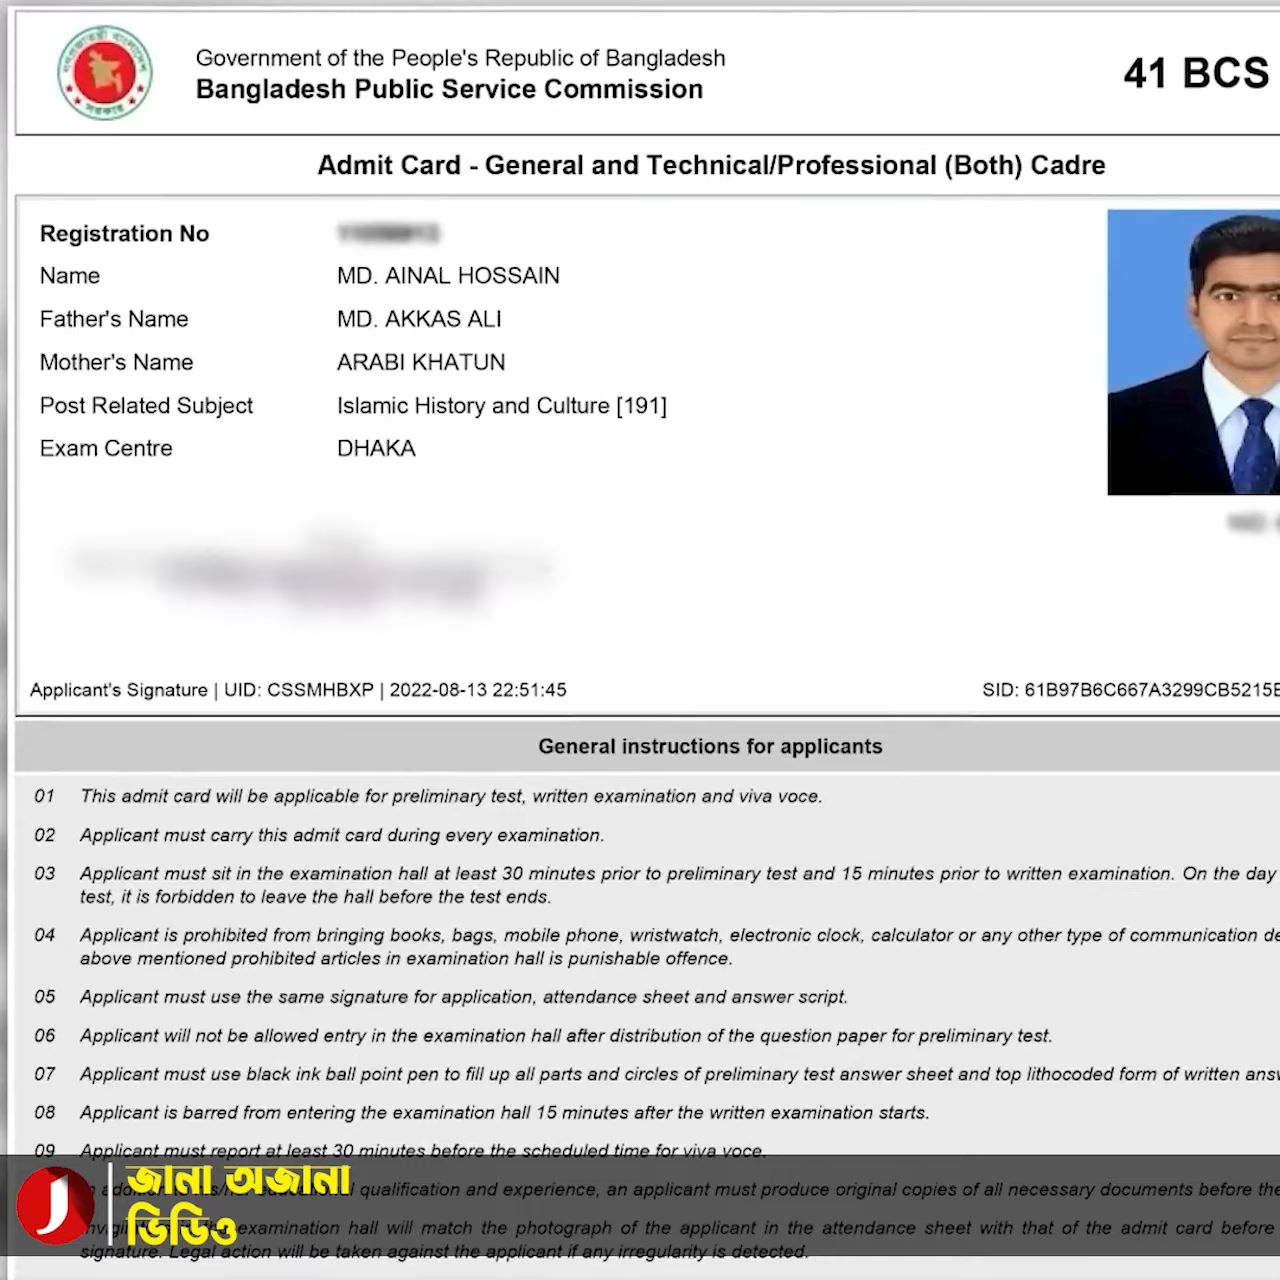 Government of the People's Republic of Bangladesh
Bangladesh Public Service Commission
41 BCS
Admit Card - General and Technical/Professional (Both) Cadre
Registration No
Name MD. AINAL HOSSAIN
Father's Name MD. AKKAS ALI
Mother's Name ARABI KHATUN
Post Related Subject Islamic History and Culture [191]
Exam Centre DHAKA
Applicant's Signature | UID: CSSMHBXP | 2022-08-13 22:51:45
SID: 61B97B6C667A3299CB5215
General instructions for applicants
01 This admit card will be applicable for preliminary test, written examination and viva voce.
02 Applicant must carry this admit card during every examination.
03 Applicant must sit in the examination hall at least 30 minutes prior to preliminary test and 15 minutes prior to written examination. On the day
test, it is forbidden to leave the hall before the test ends.
04 Applicant is prohibited from bringing books, bags, mobile phone, wristwatch, electronic clock, calculator or any other type of communication de
above mentioned prohibited articles in examination hall is punishable offence.
05 Applicant must use the same signature for application, attendance sheet and answer script.
06 Applicant will not be allowed entry in the examination hall after distribution of the question paper for preliminary test.
07 Applicant must use black ink ball point pen to fill up all parts and circles of preliminary test answer sheet and top lithocoded form of written ans
08 Applicant is barred from entering the examination hall 15 minutes after the written examination starts.
09 Applicant must report at least 30 minutes before the scheduled time for viva voce.
qualification and experience, an applicant must produce original copies of all necessary documents before the
examination hall will match the photograph of the applicant in the attendance sheet with that of the admit card before
signature. Legal action will be taken against the applicant if any irregularity is detected.
J
জানা অজানা
ভিডিও